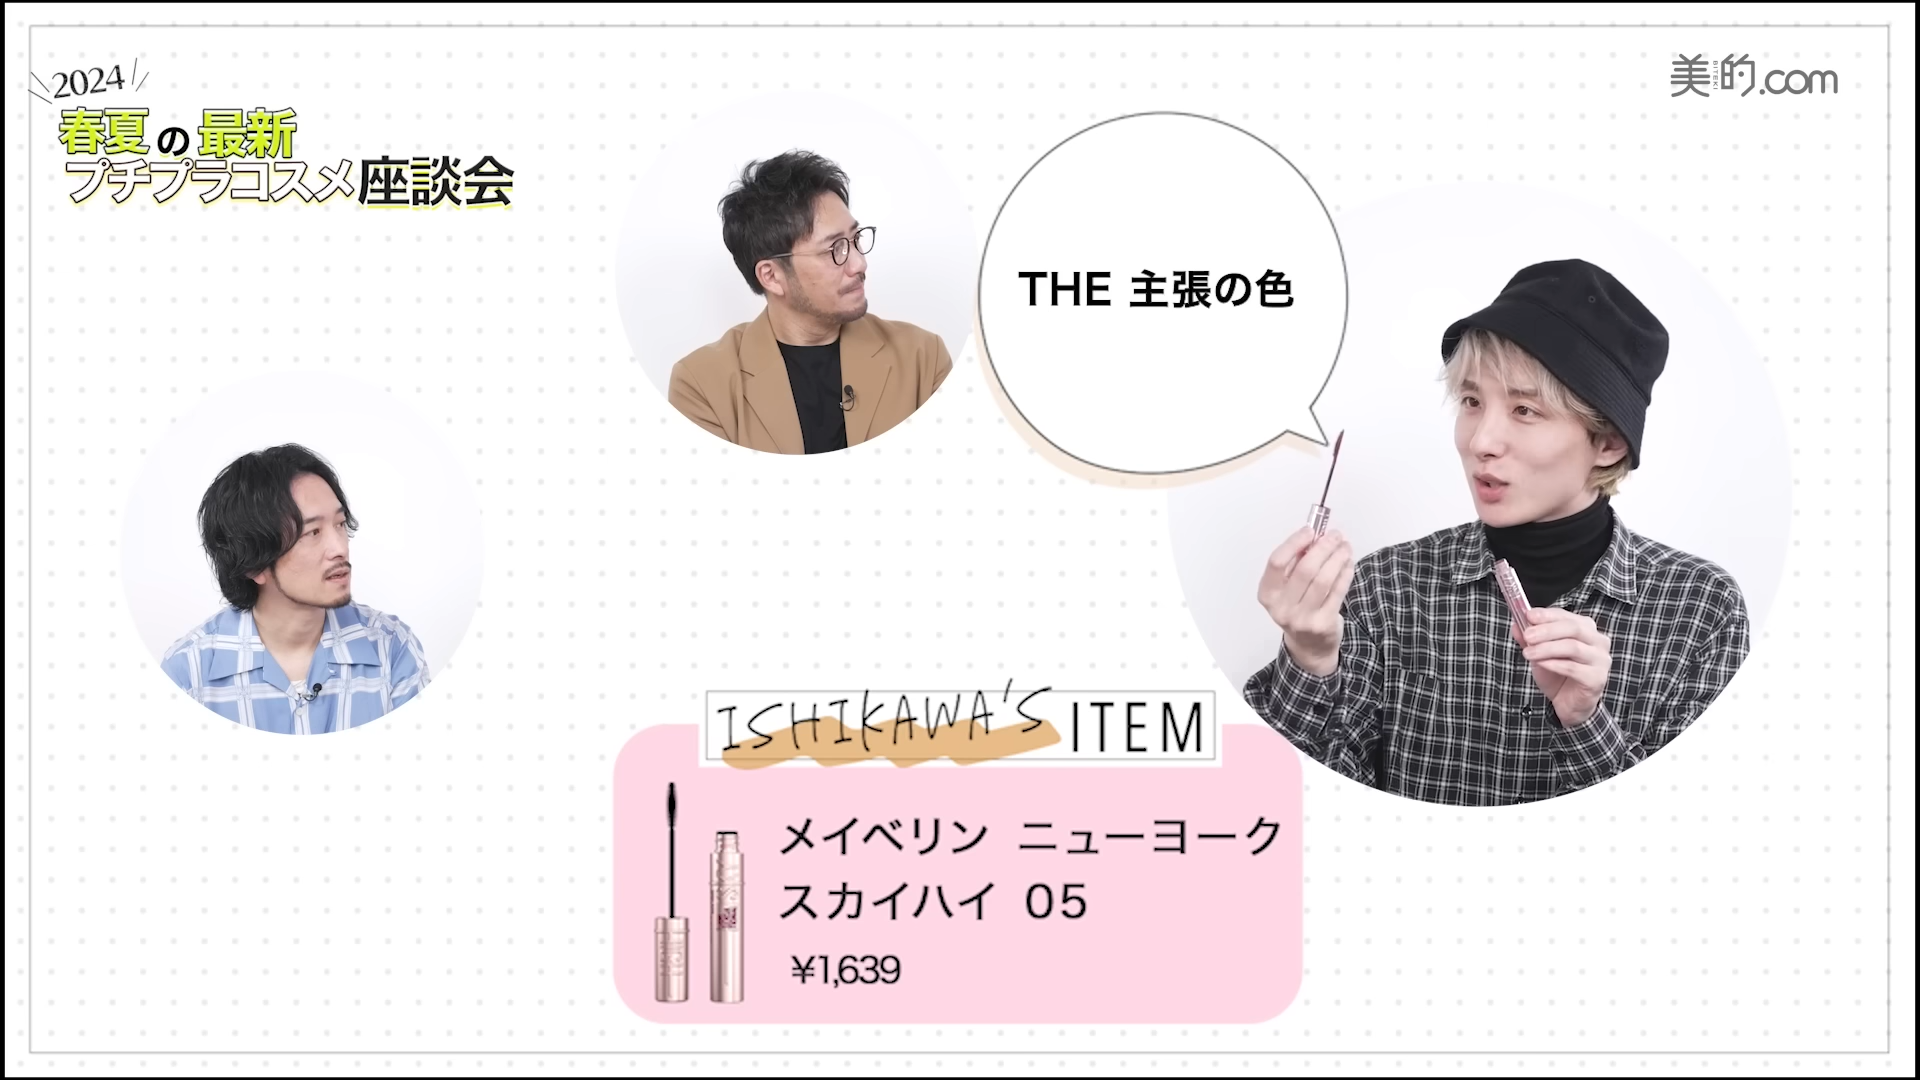 2024
春夏の最新
プチプラコスメ座談会
美的.com
BITEKI
THE 主張の色
ISHIKAWA'S ITEM
メイベリン ニューヨーク
スカイハイ 05
¥1,639